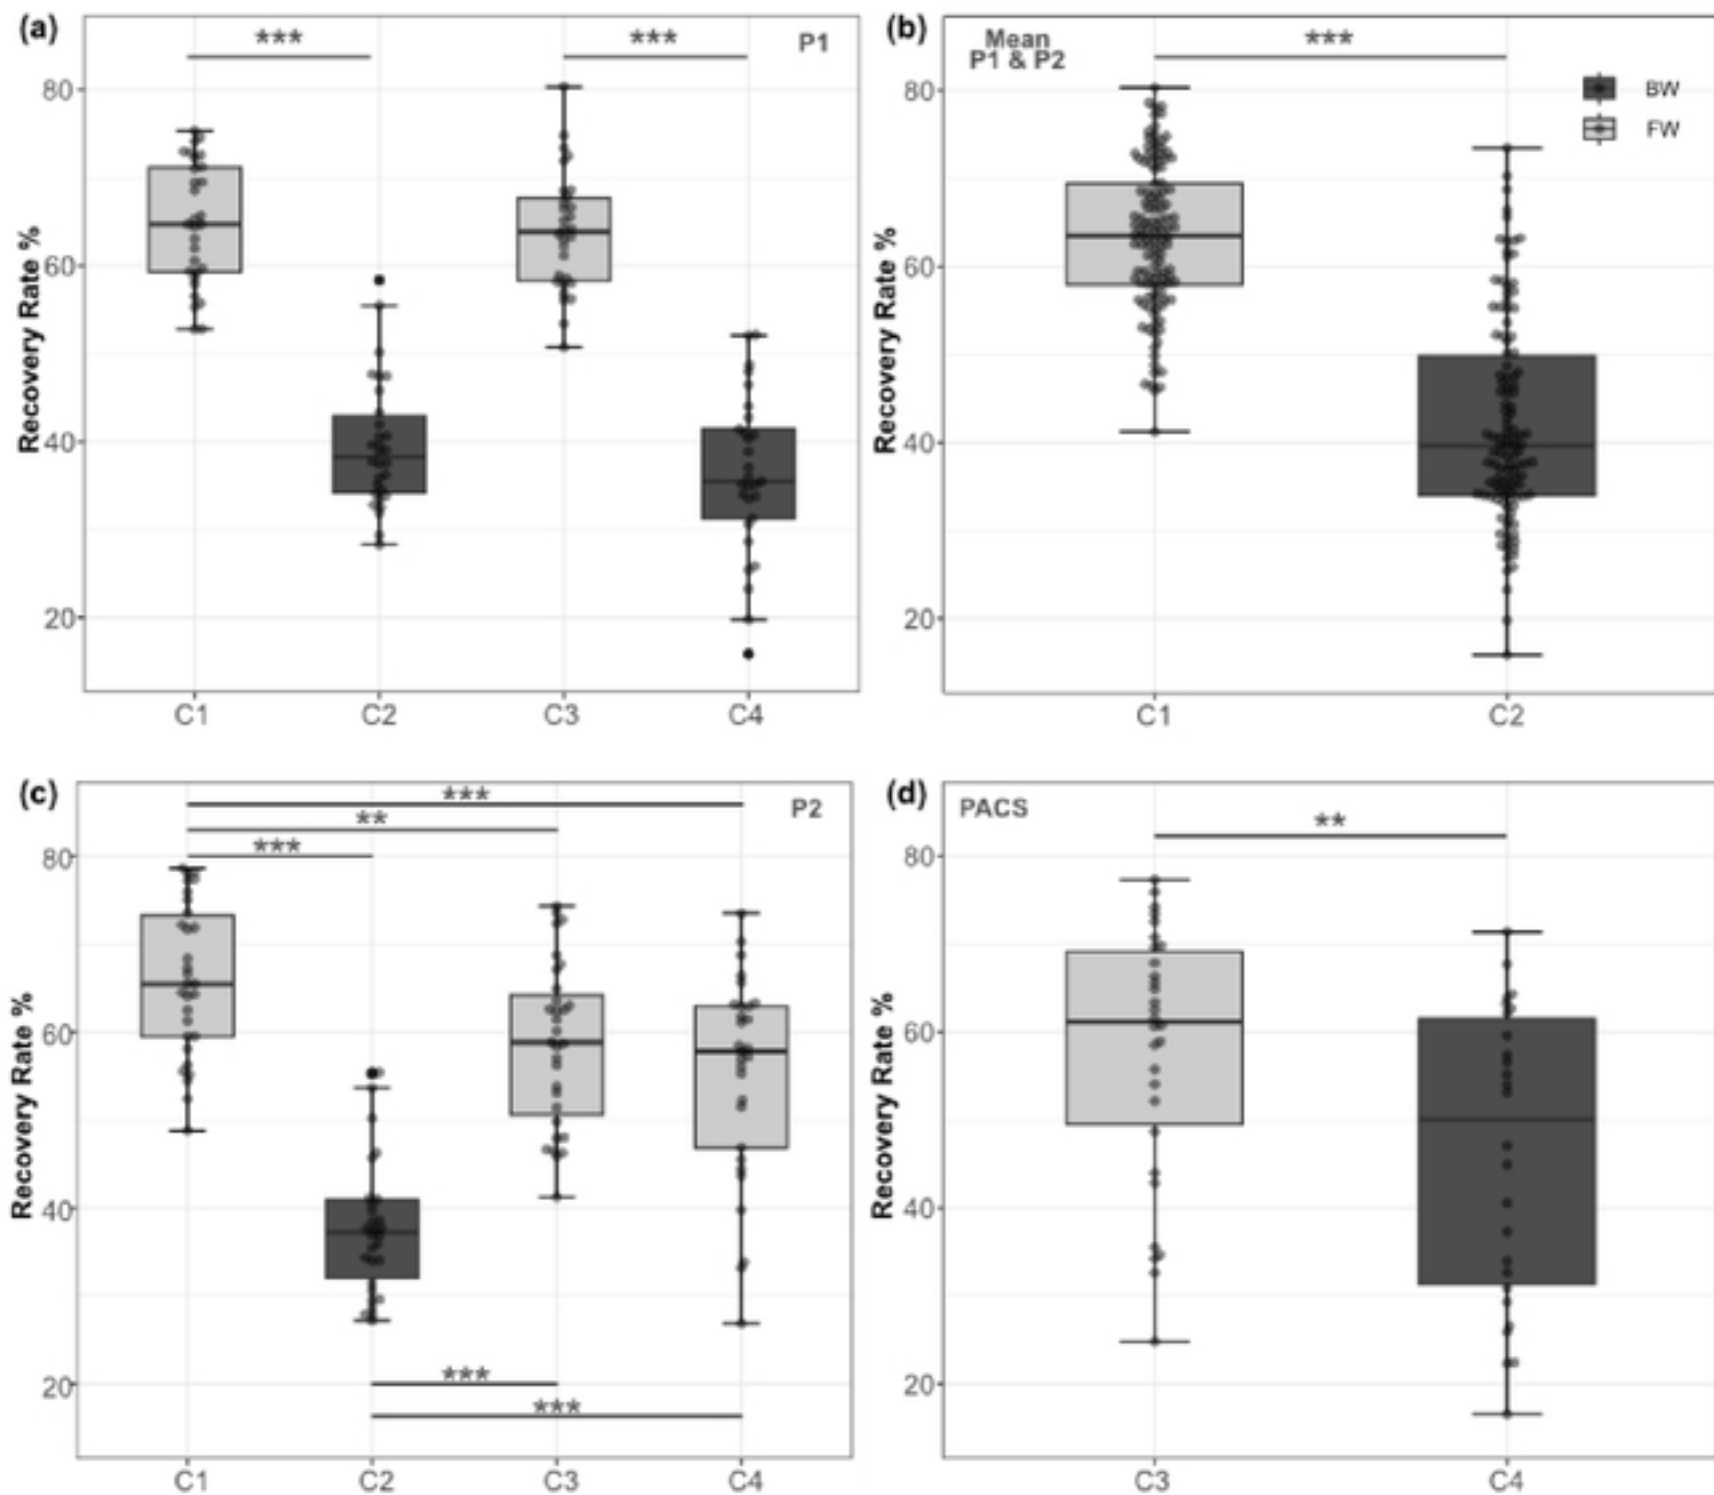 (a)
***
***
P1
80
60
40
20
Recovery Rate %
C1
C2
C3
C4
(b)
Mean
P1 & P2
***
BW
FW
80
60
40
20
Recovery Rate %
C1
C2
(c)
***
**
***
P2
80
60
40
20
Recovery Rate %
***
***
C1
C2
C3
C4
(d)
PACS
**
80
60
40
20
Recovery Rate %
C3
C4